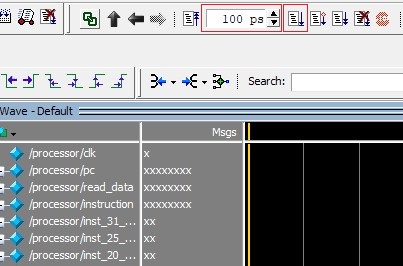 100 ps
Search:
Wave - Default
Msgs
/processor/clk x
/processor/pc xxxxxxxx
/processor/read_data xxxxxxxx
/processor/instruction xxxxxxxx
/processor/inst_31_... xx
/processor/inst_25_... xx
/processor/inst_20_... xx